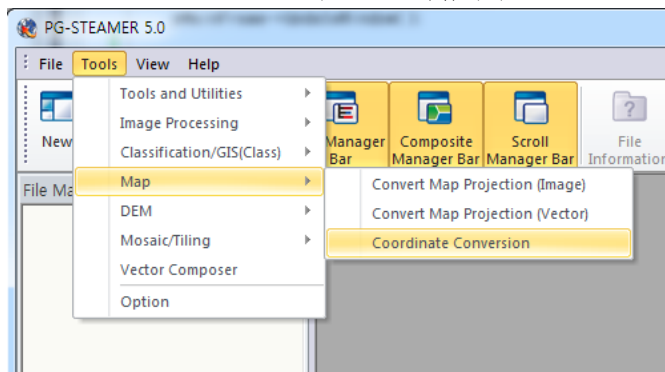 PG-STEAMER 5.0
File Tools View Help
New
Manager Bar
Composite Manager Bar
Scroll Manager Bar
File Information
File Ma
Tools and Utilities
Image Processing
Classification/GIS(Class)
Map
DEM
Mosaic/Tiling
Vector Composer
Option
Convert Map Projection (Image)
Convert Map Projection (Vector)
Coordinate Conversion